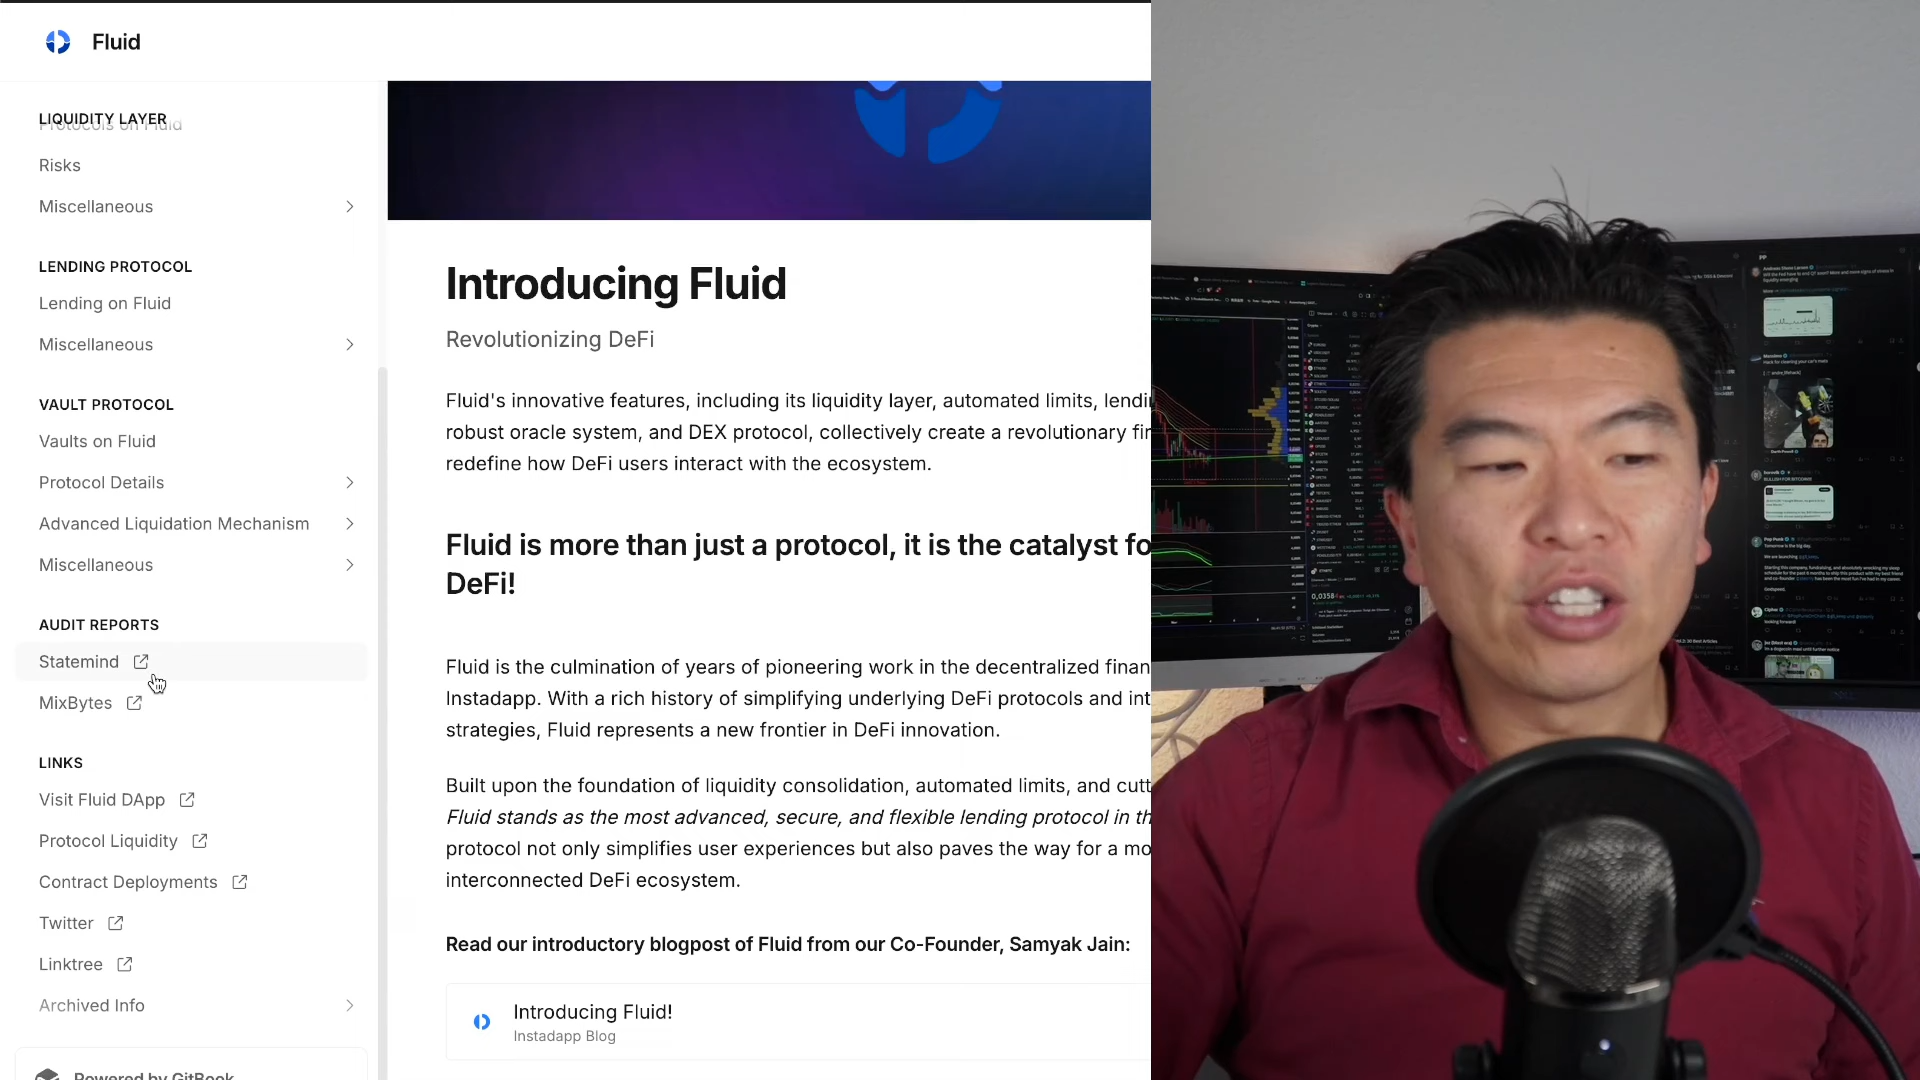 Fluid
LIQUIDITY LAYER
Protocols on Fluid
Risks
Miscellaneous
LENDING PROTOCOL
Lending on Fluid
Miscellaneous
VAULT PROTOCOL
Vaults on Fluid
Protocol Details
Advanced Liquidation Mechanism
Miscellaneous
AUDIT REPORTS
Statemind
MixBytes
LINKS
Visit Fluid DApp
Protocol Liquidity
Contract Deployments
Twitter
Linktree
Archived Info
Powered by GitBook
Introducing Fluid
Revolutionizing DeFi
Fluid's innovative features, including its liquidity layer, automated limits, lendi
robust oracle system, and DEX protocol, collectively create a revolutionary fi
redefine how DeFi users interact with the ecosystem.
Fluid is more than just a protocol, it is the catalyst fo
DeFi!
Fluid is the culmination of years of pioneering work in the decentralized finan
Instadapp. With a rich history of simplifying underlying DeFi protocols and int
strategies, Fluid represents a new frontier in DeFi innovation.
Built upon the foundation of liquidity consolidation, automated limits, and cutt
Fluid stands as the most advanced, secure, and flexible lending protocol in th
protocol not only simplifies user experiences but also paves the way for a mo
interconnected DeFi ecosystem.
Read our introductory blogpost of Fluid from our Co-Founder, Samyak Jain:
Introducing Fluid!
Instadapp Blog